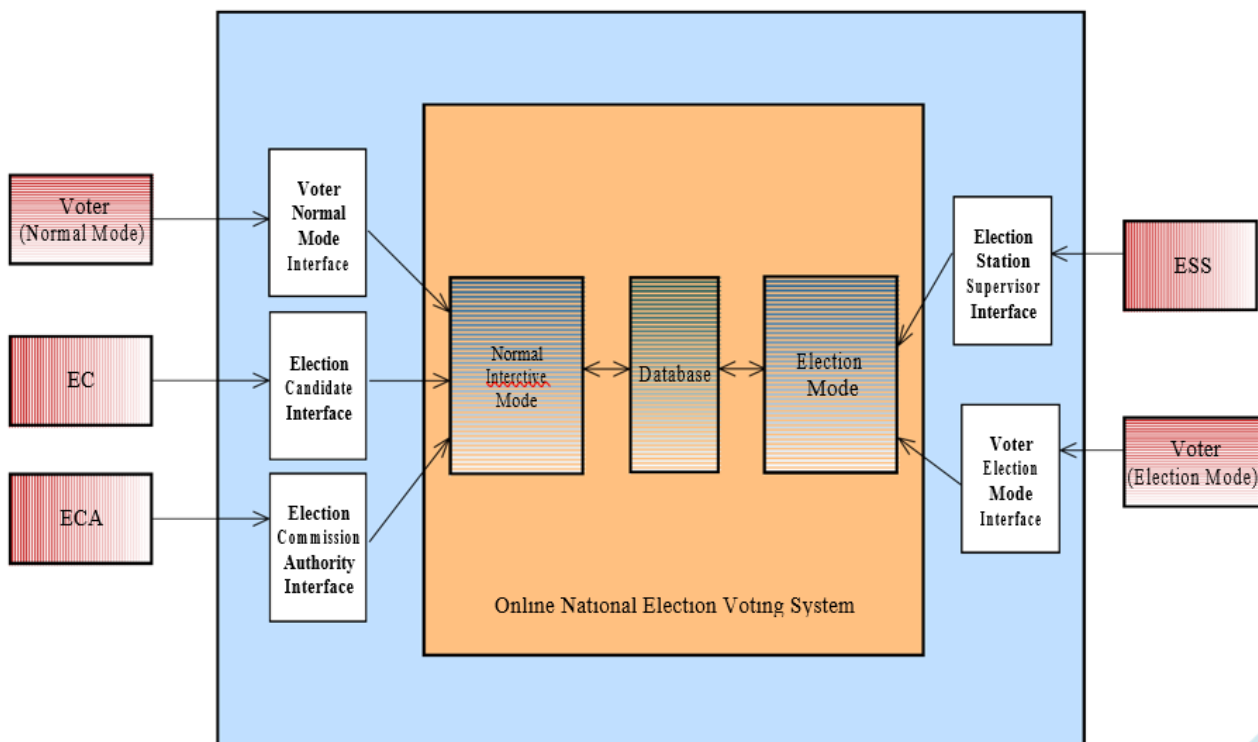 Voter
(Normal Mode)
EC
ECA
Voter
Normal
Mode
Interface
Election
Candidate
Interface
Election
Commission
Authority
Interface
Normal
Interctive
Mode
Database
Election
Mode
Online National Election Voting System
Election
Station
Supervisor
Interface
Voter
Election
Mode
Interface
ESS
Voter
(Election Mode)